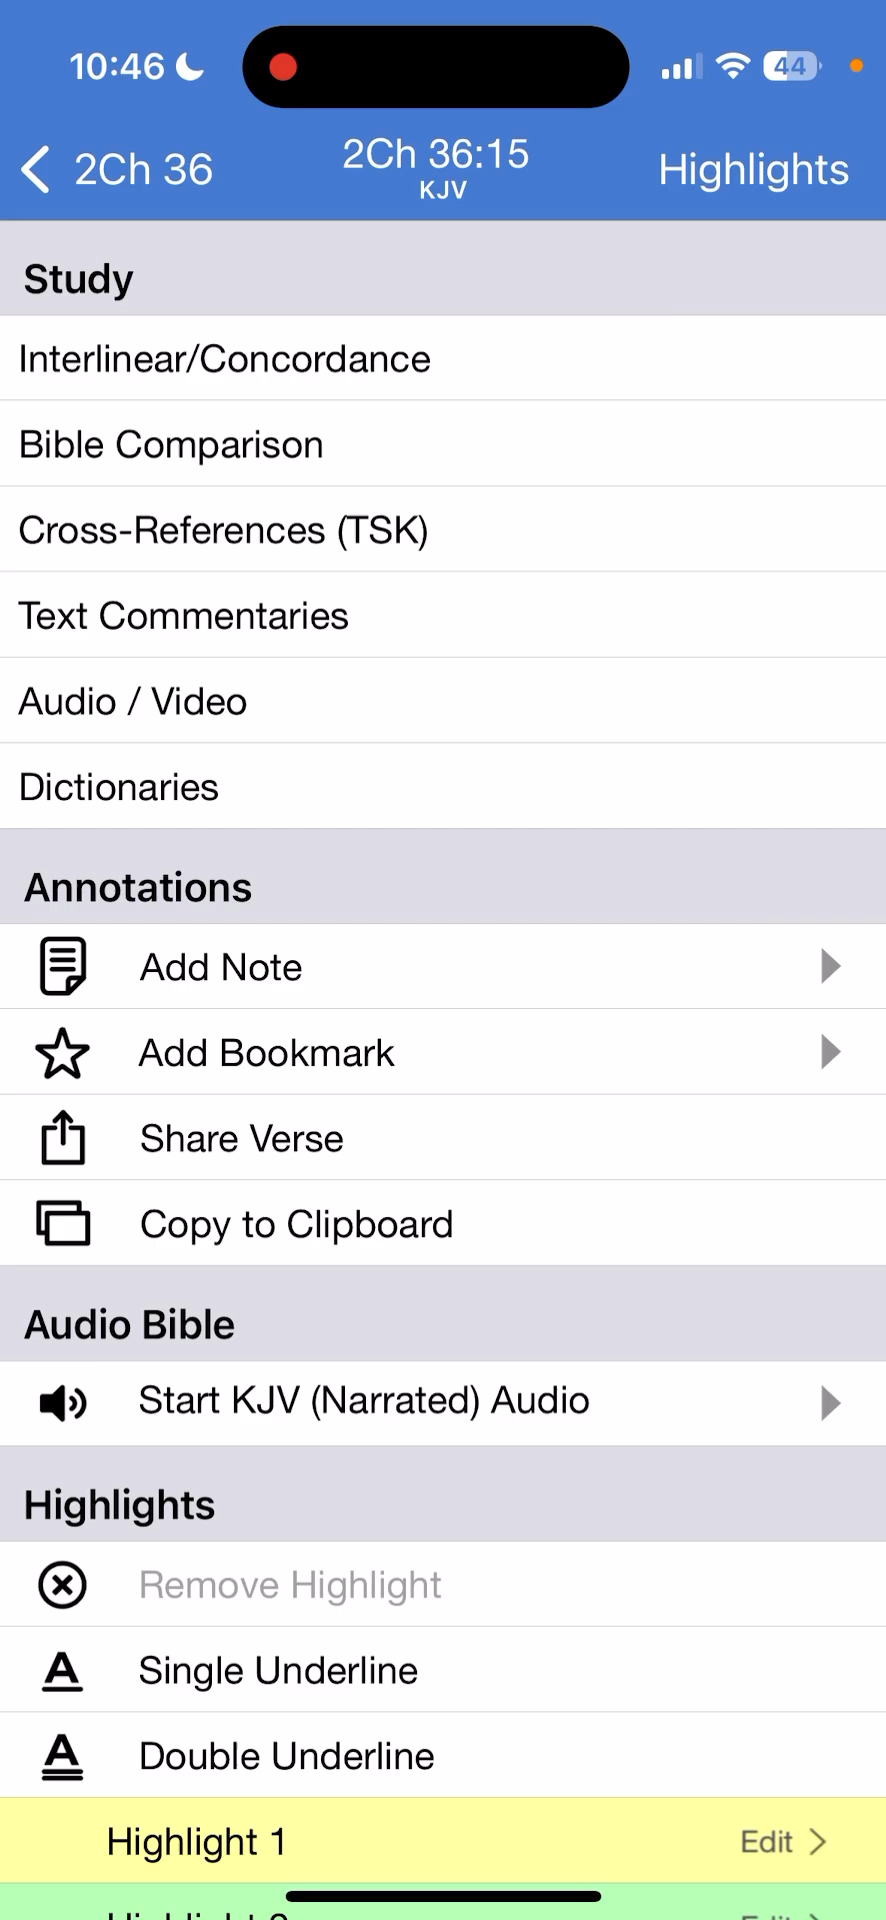 10:46
44
2Ch 36
2Ch 36:15
KJV
Highlights
Study
Interlinear/Concordance
Bible Comparison
Cross-References (TSK)
Text Commentaries
Audio / Video
Dictionaries
Annotations
Add Note
Add Bookmark
Share Verse
Copy to Clipboard
Audio Bible
Start KJV (Narrated) Audio
Highlights
Remove Highlight
A Single Underline
A Double Underline
Highlight 1 Edit